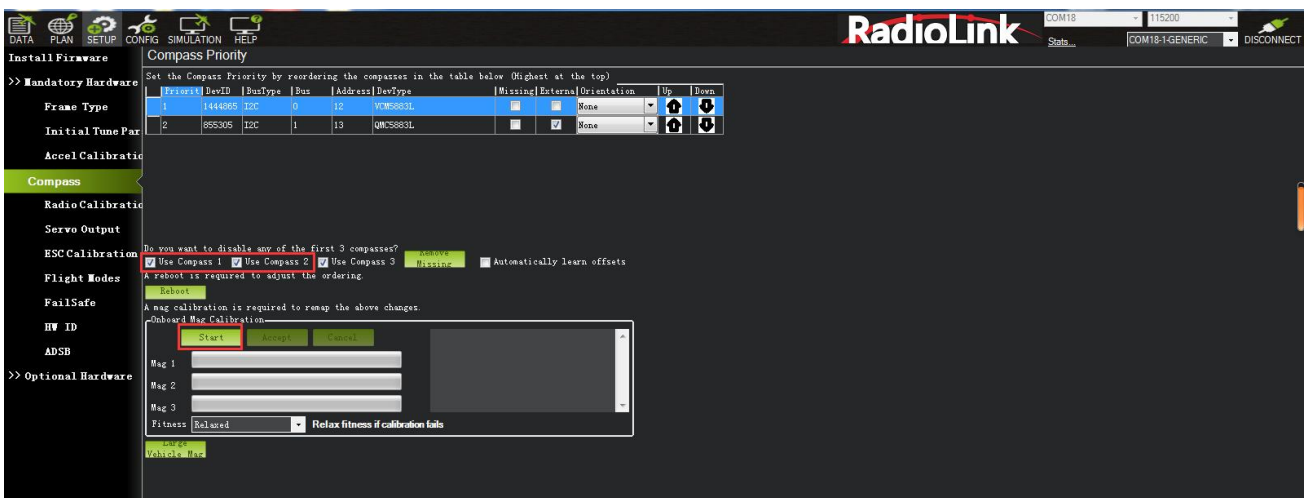 DATA PLAN SETUP CONFIG SIMULATION HELP
RadioLink
COM18 115200
Stats... COM18-1-GENERIC DISCONNECT
Install Firmware
>> Mandatory Hardware
Frame Type
Initial Tune Par
Accel Calibratio
Compass
Radio Calibratio
Servo Output
ESC Calibration
Flight Modes
FailSafe
HW ID
ADSB
>> Optional Hardware
Compass Priority
Set the Compass Priority by reordering the compasses in the table below (Highest at the top)
Priorit DevID BusType Bus Address DevType Missing Externa Orientation Up Down
1 1444865 I2C 0 12 VCM5883L None
2 855305 I2C 1 13 QMC5883L None
Do you want to disable any of the first 3 compasses?
Use Compass 1 Use Compass 2 Use Compass 3 Remove Missing Automatically learn offsets
A reboot is required to adjust the ordering.
Reboot
A mag calibration is required to remap the above changes.
Onboard Mag Calibration
Start Accept Cancel
Mag 1
Mag 2
Mag 3
Fitness Relaxed Relax fitness if calibration fails
Large
Vehicle Mag